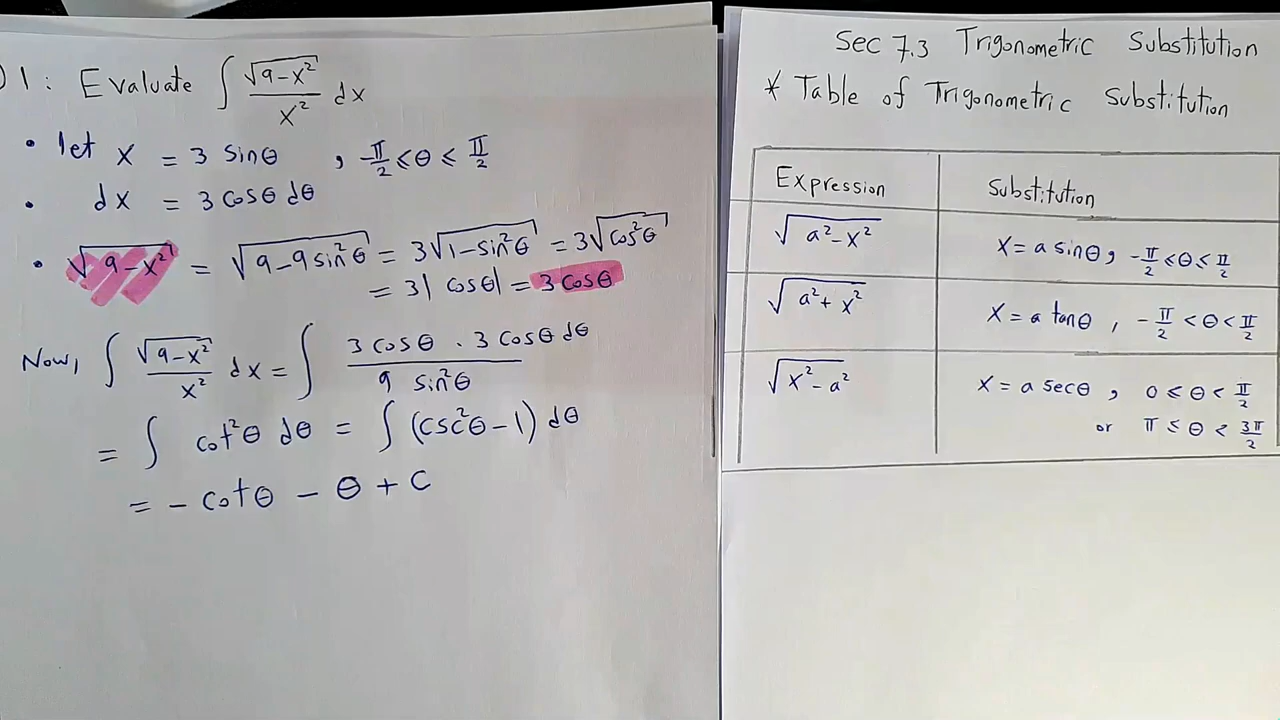 1: Evaluate ∫ √(9-x²) / x² dx
• let x = 3 sinθ , -π/2 ≤ θ ≤ π/2
• dx = 3 cosθ dθ
• √(9-x²) = √(9-9sin²θ) = 3√(1-sin²θ) = 3√(cos²θ)
= 3|cosθ| = 3 cosθ
Now, ∫ √(9-x²) / x² dx = ∫ 3 cosθ . 3 cosθ dθ / 9 sin²θ
= ∫ cot²θ dθ = ∫ (csc²θ - 1) dθ
= - cotθ - θ + C
Sec 7.3 Trigonometric Substitution
* Table of Trigonometric Substitution
Expression Substitution
√(a²-x²) x = a sinθ, -π/2 ≤ θ ≤ π/2
√(a²+x²) x = a tanθ , -π/2 < θ < π/2
√(x²-a²) x = a secθ , 0 ≤ θ < π/2
or π ≤ θ < 3π/2